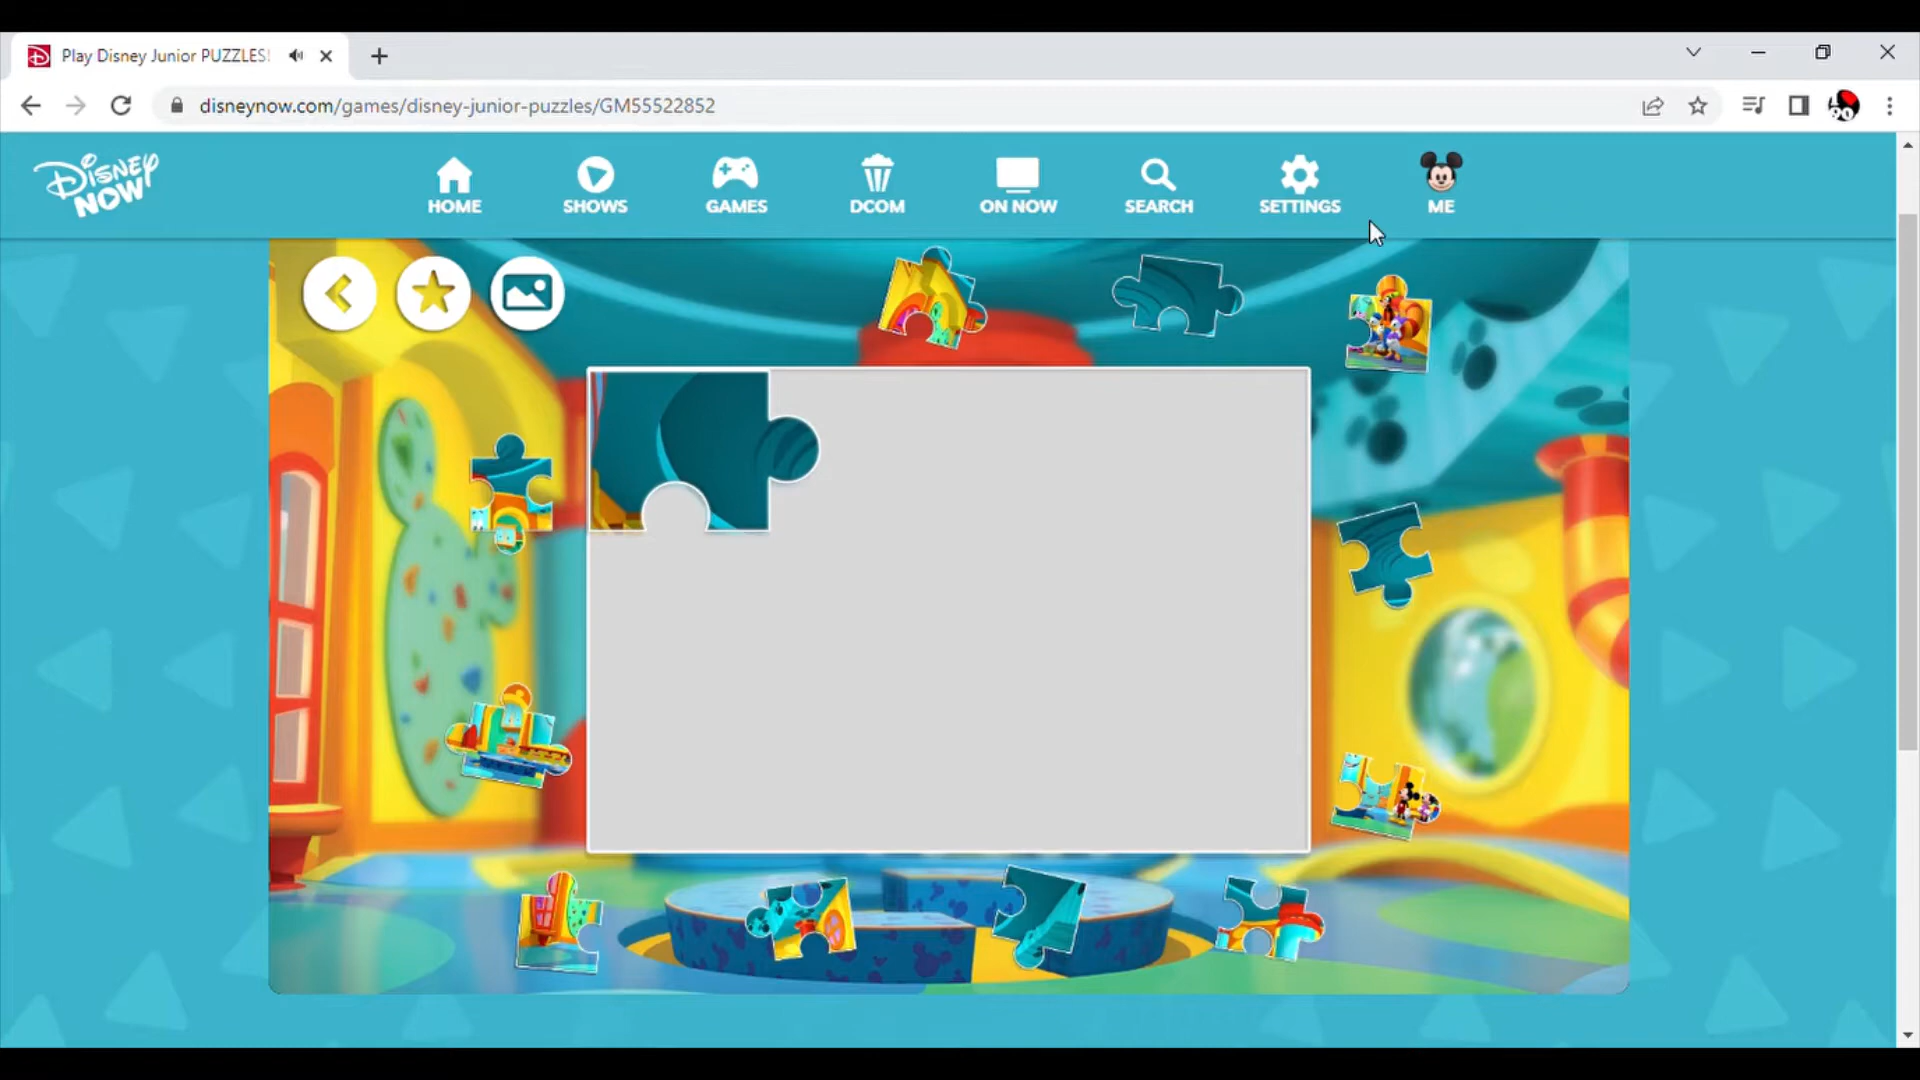 Play Disney Junior PUZZLES!
disneynow.com/games/disney-junior-puzzles/GM55522852
DISNEY
NOW
HOME
SHOWS
GAMES
DCOM
ON NOW
SEARCH
SETTINGS
ME